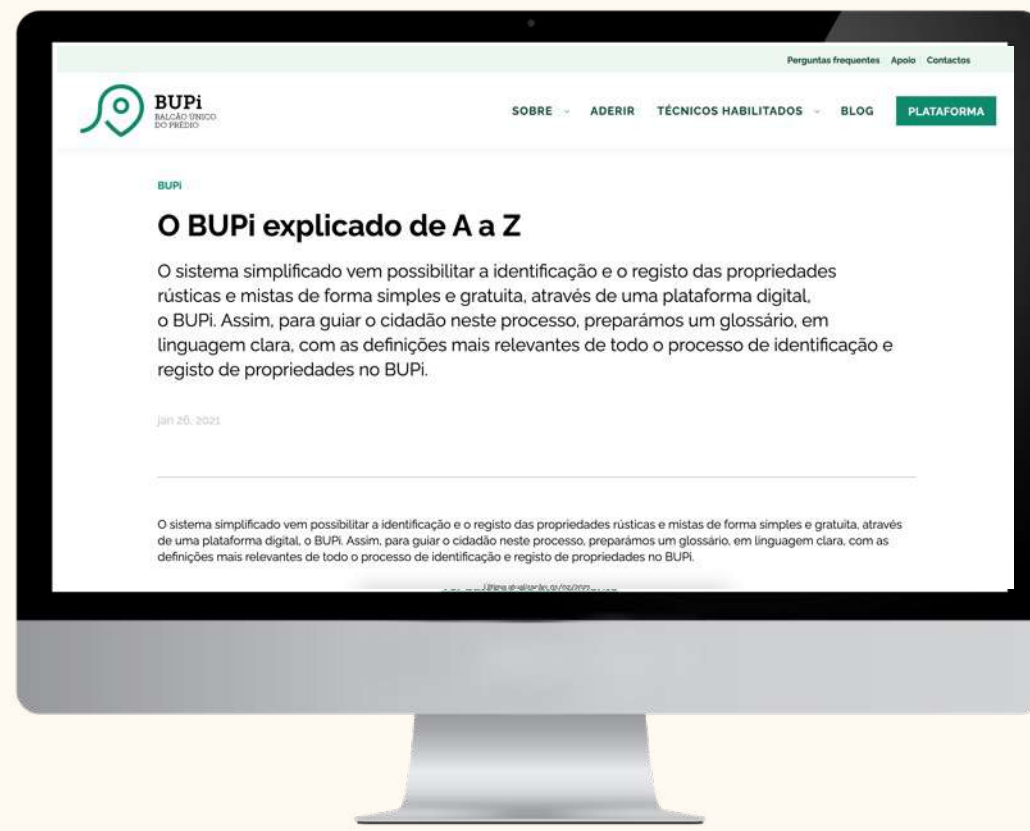 Perguntas frequentes Apoio Contactos
BUPi
BALCÃO ÚNICO
DO PRÉDIO
SOBRE ADERIR TÉCNICOS HABILITADOS BLOG PLATAFORMA
BUPi
O BUPi explicado de A a Z
O sistema simplificado vem possibilitar a identificação e o registo das propriedades
rústicas e mistas de forma simples e gratuita, através de uma plataforma digital,
o BUPi. Assim, para guiar o cidadão neste processo, preparámos um glossário, em
linguagem clara, com as definições mais relevantes de todo o processo de identificação e
registo de propriedades no BUPi.
jan 26, 2021
O sistema simplificado vem possibilitar a identificação e o registo das propriedades rústicas e mistas de forma simples e gratuita, através
de uma plataforma digital, o BUPi. Assim, para guiar o cidadão neste processo, preparámos um glossário, em linguagem clara, com as
definições mais relevantes de todo o processo de identificação e registo de propriedades no BUPi.